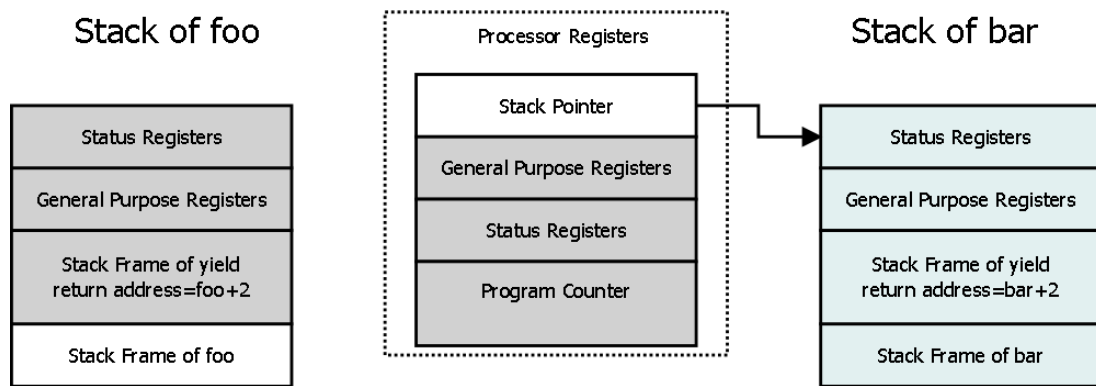 Stack of foo
Status Registers
General Purpose Registers
Stack Frame of yield
return address=foo+2
Stack Frame of foo
Processor Registers
Stack Pointer
General Purpose Registers
Status Registers
Program Counter
Stack of bar
Status Registers
General Purpose Registers
Stack Frame of yield
return address=bar+2
Stack Frame of bar